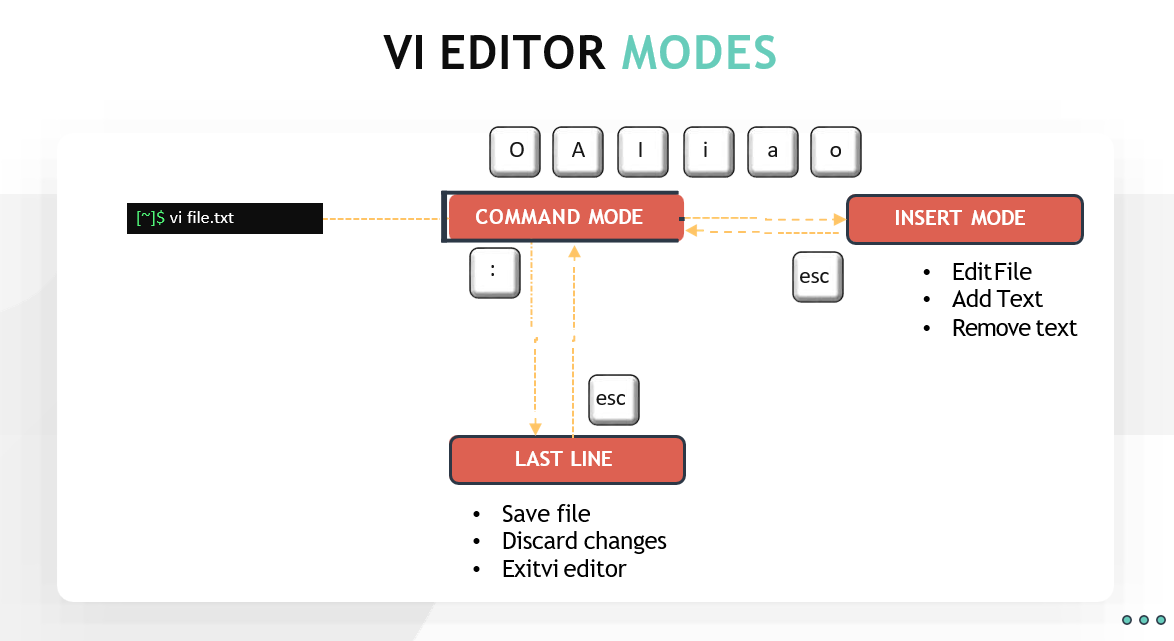 VI EDITOR MODES
O A I i a o
[~]$ vi file.txt
COMMAND MODE
INSERT MODE
:
esc
• Edit File
• Add Text
• Remove text
esc
LAST LINE
• Save file
• Discard changes
• Exitvi editor